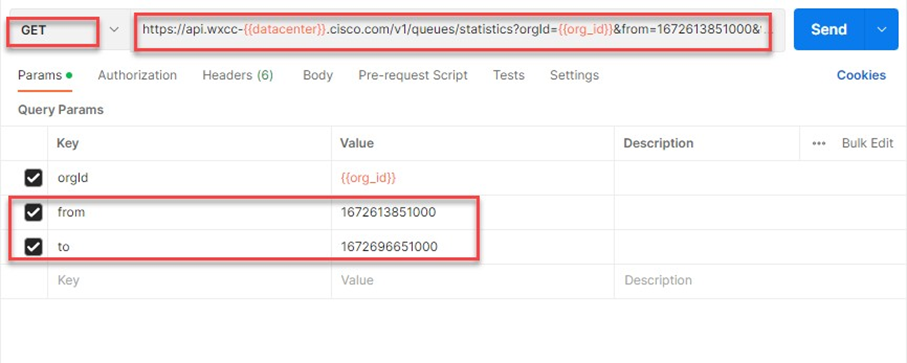 GET https://api.wxcc-{{datacenter}}.cisco.com/v1/queues/statistics?orgId={{org_id}}&from=1672613851000& Send
Params Authorization Headers (6) Body Pre-request Script Tests Settings Cookies
Query Params
Key Value Description ••• Bulk Edit
orgId {{org_id}}
from 1672613851000
to 1672696651000
Key Value Description